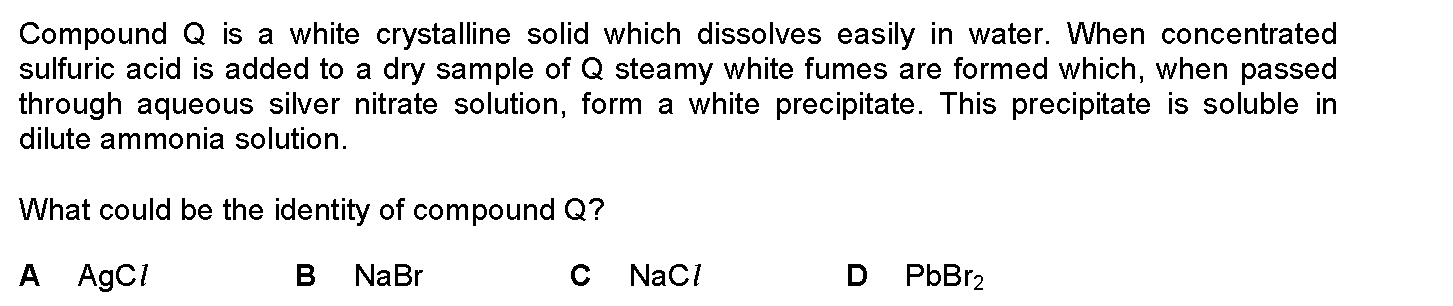 Compound Q is a white crystalline solid which dissolves easily in water. When concentrated
sulfuric acid is added to a dry sample of Q steamy white fumes are formed which, when passed
through aqueous silver nitrate solution, form a white precipitate. This precipitate is soluble in
dilute ammonia solution.
What could be the identity of compound Q?
A AgCl B NaBr C NaCl D PbBr₂